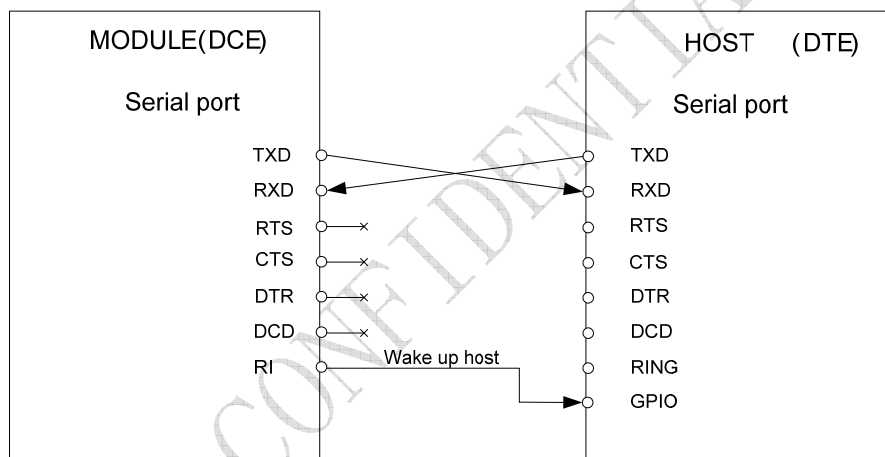 MODULE(DCE)
Serial port
TXD
RXD
RTS
CTS
DTR
DCD
RI
Wake up host
HOST (DTE)
Serial port
TXD
RXD
RTS
CTS
DTR
DCD
RING
GPIO
CONFIDENTIA